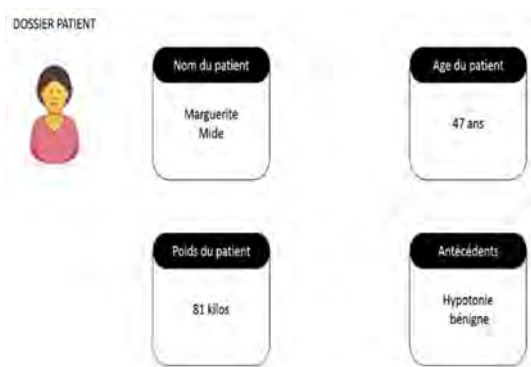 DOSSIER PATIENT
Nom du patient
Marguerite
Mide
Age du patient
47 ans
Poids du patient
81 kilos
Antécédents
Hypotonie
bénigne